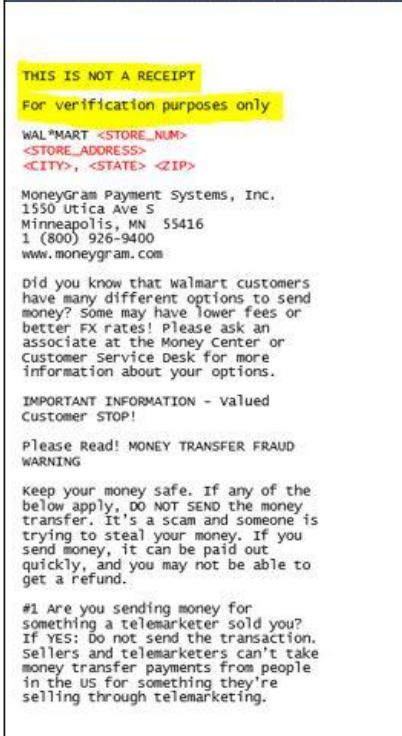 THIS IS NOT A RECEIPT
For verification purposes only
WAL*MART <STORE_NUM>
<STORE_ADDRESS>
<CITY>, <STATE> <ZIP>
MoneyGram Payment Systems, Inc.
1550 Utica Ave S
Minneapolis, MN 55416
1 (800) 926-9400
www.moneygram.com
Did you know that Walmart customers
have many different options to send
money? Some may have lower fees or
better FX rates! Please ask an
associate at the Money Center or
Customer Service Desk for more
information about your options.
IMPORTANT INFORMATION - Valued
Customer STOP!
Please Read! MONEY TRANSFER FRAUD
WARNING
Keep your money safe. If any of the
below apply, DO NOT SEND the money
transfer. It's a scam and someone is
trying to steal your money. If you
send money, it can be paid out
quickly, and you may not be able to
get a refund.
#1 Are you sending money for
something a telemarketer sold you?
If YES: Do not send the transaction.
Sellers and telemarketers can't take
money transfer payments from people
in the US for something they're
selling through telemarketing.